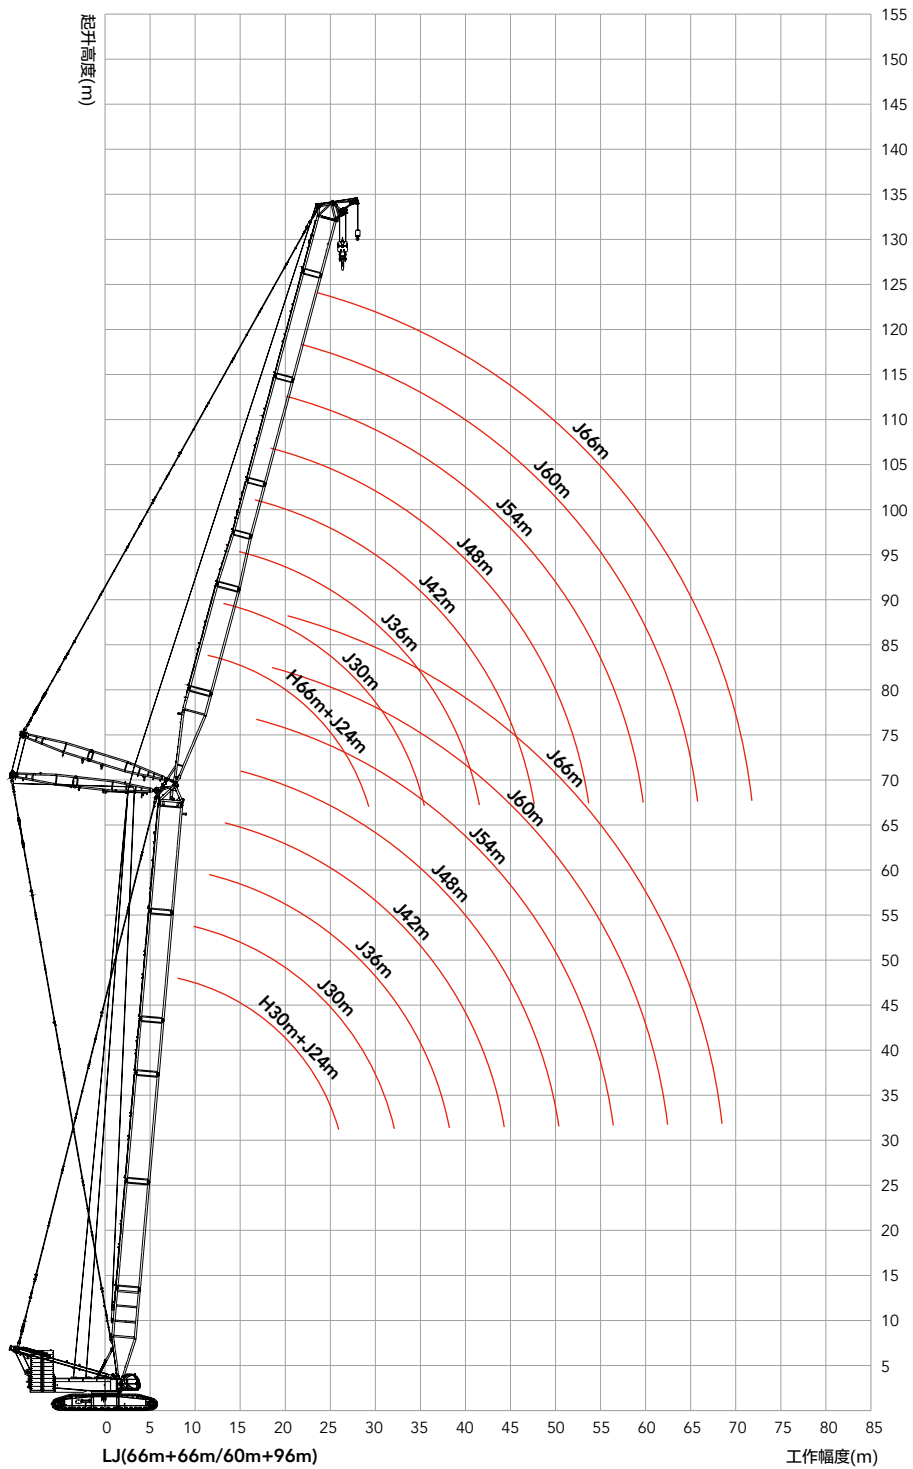 起升高度(m)
155
150
145
140
135
130
125
120
115
110
105
100
95
90
85
80
75
70
65
60
55
50
45
40
35
30
25
20
15
10
5
J66m
J60m
J54m
J48m
J42m
J36m
J30m
H66m+J24m
J66m
J60m
J54m
J48m
J42m
J36m
J30m
H30m+J24m
0 5 10 15 20 25 30 35 40 45 50 55 60 65 70 75 80 85
LJ(66m+66m/60m+96m) 工作幅度(m)